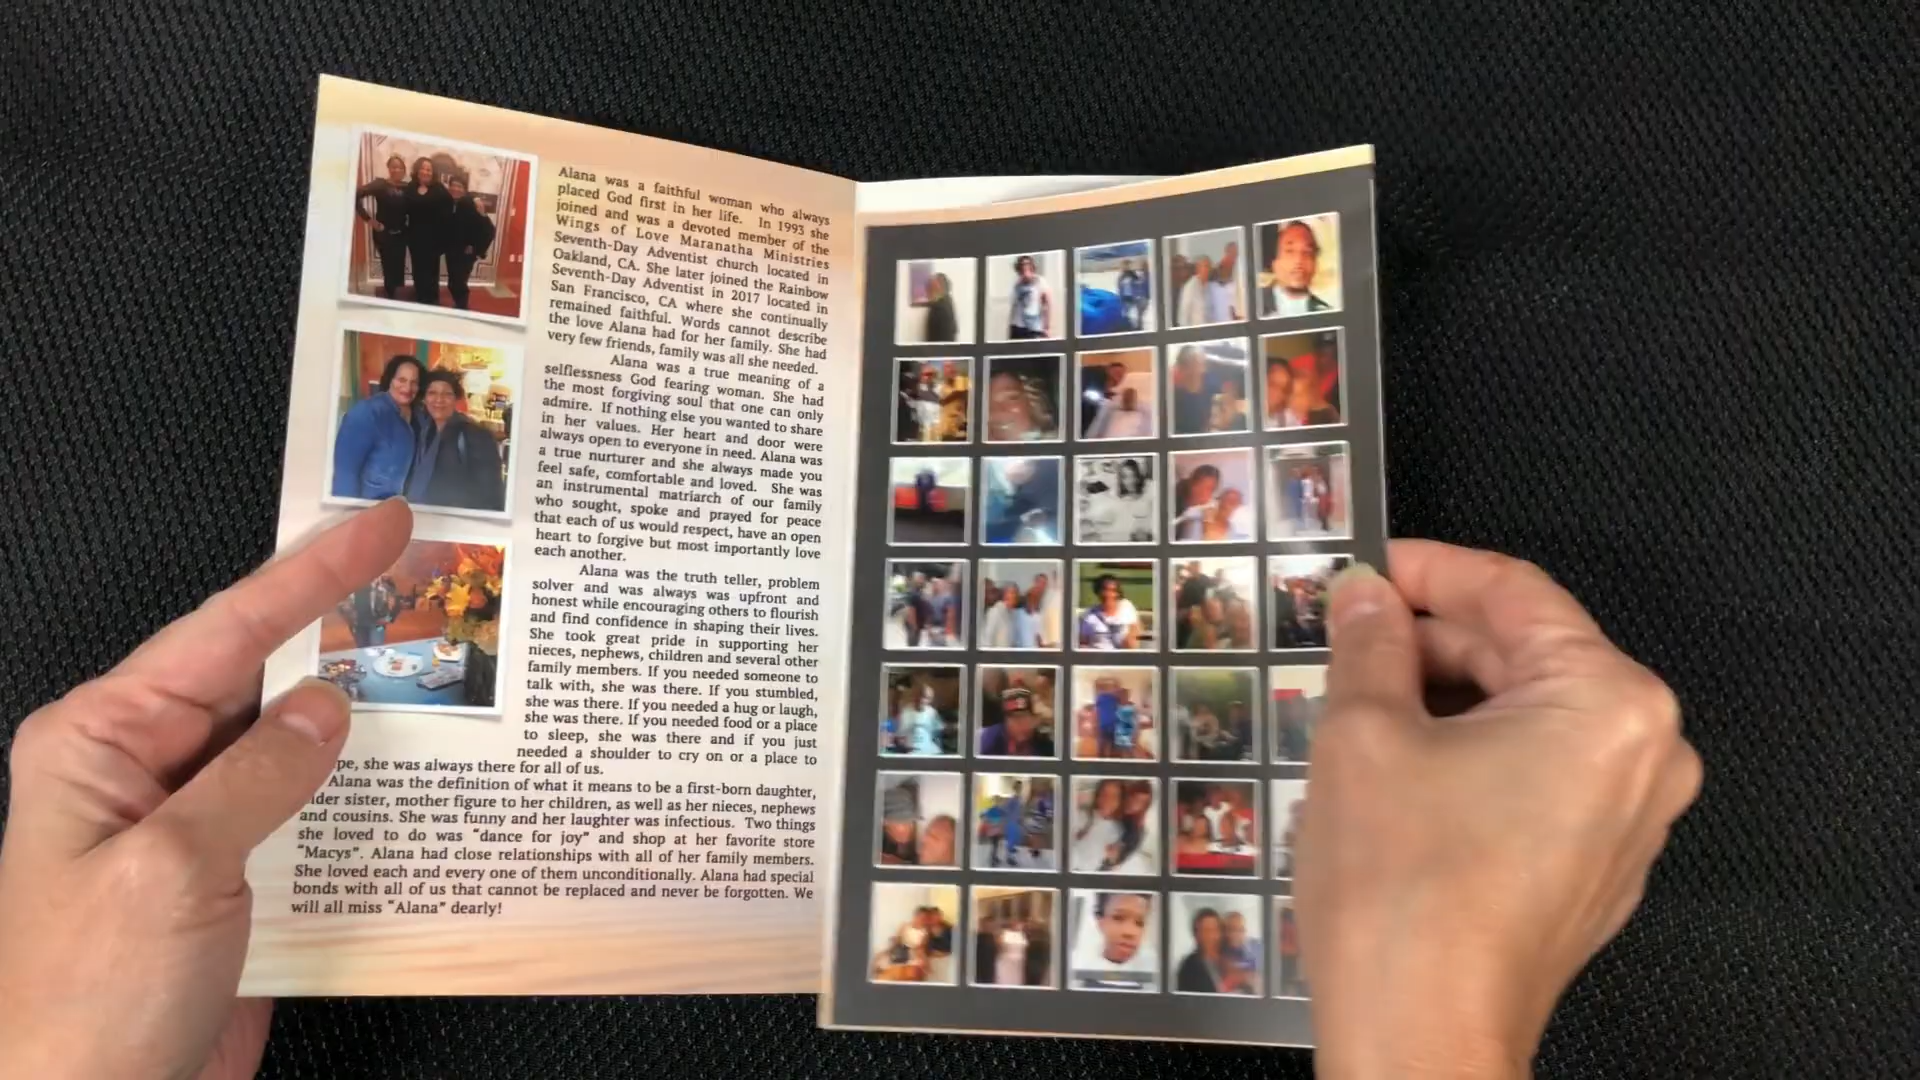 Alana was a faithful woman who always
placed God first in her life. In 1993 she
joined and was a devoted member of the
Wings of Love Maranatha Ministries
Seventh-Day Adventist church located in
Oakland, CA. She later joined the Rainbow
Seventh-Day Adventist in 2017 located in
San Francisco, CA where she continually
remained faithful. Words cannot describe
the love Alana had for her family. She had
very few friends, family was all she needed.
Alana was a true meaning of a
selflessness God fearing woman. She had
the most forgiving soul that one can only
admire. If nothing else you wanted to share
in her values. Her heart and door were
always open to everyone in need. Alana was
a true nurturer and she always made you
feel safe, comfortable and loved. She was
an instrumental matriarch of our family
who sought, spoke and prayed for peace
that each of us would respect, have an open
heart to forgive but most importantly love
each another.
Alana was the truth teller, problem
solver and was always was upfront and
honest while encouraging others to flourish
and find confidence in shaping their lives.
She took great pride in supporting her
nieces, nephews, children and several other
family members. If you needed someone to
talk with, she was there. If you stumbled,
she was there. If you needed a hug or laugh,
she was there. If you needed food or a place
to sleep, she was there and if you just
needed a shoulder to cry on or a place to
pe, she was always there for all of us.
Alana was the definition of what it means to be a first-born daughter,
lder sister, mother figure to her children, as well as her nieces, nephews
and cousins. She was funny and her laughter was infectious. Two things
she loved to do was "dance for joy" and shop at her favorite store
"Macys". Alana had close relationships with all of her family members.
She loved each and every one of them unconditionally. Alana had special
bonds with all of us that cannot be replaced and never be forgotten. We
will all miss "Alana" dearly!